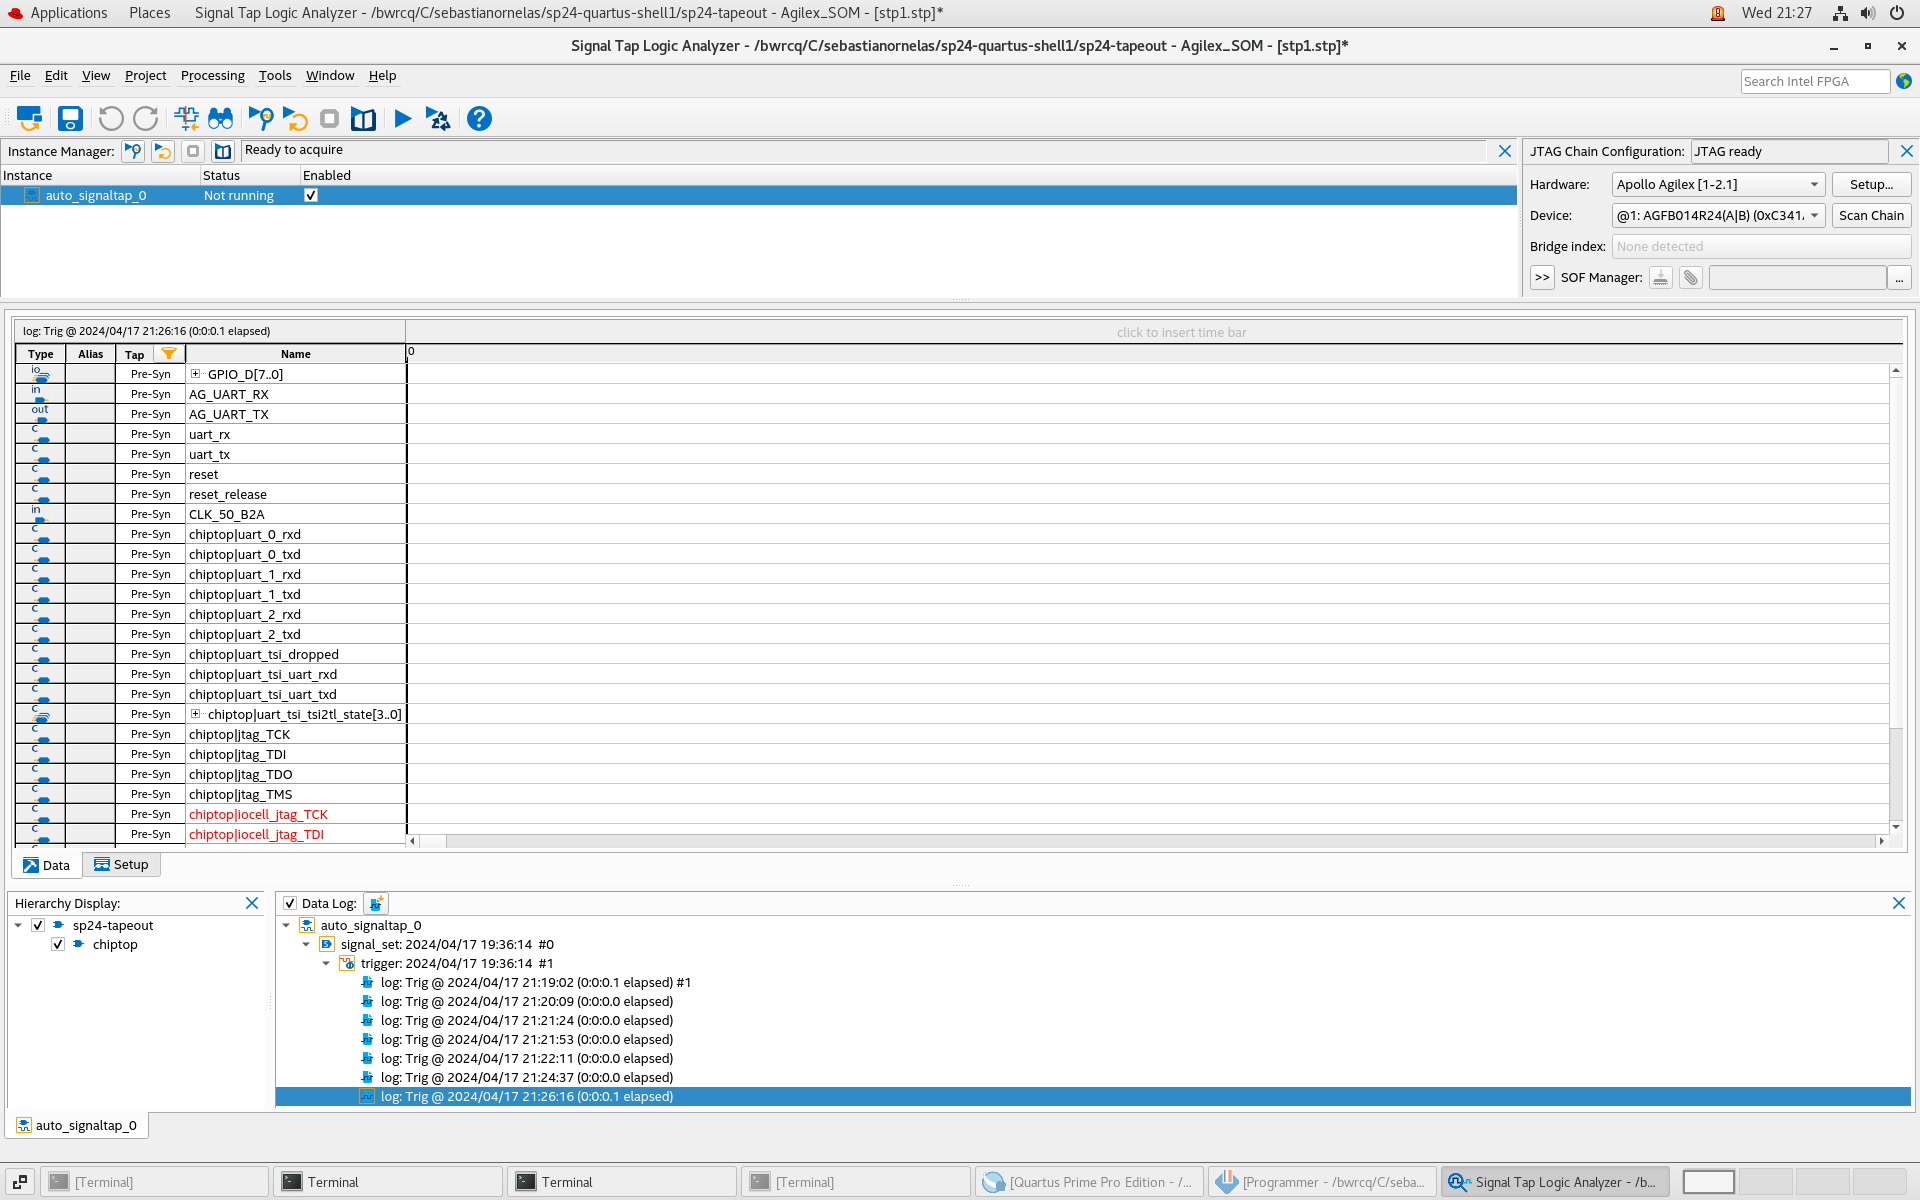 Applications Places Signal Tap Logic Analyzer - /bwrcq/C/sebastianornelas/sp24-quartus-shell1/sp24-tapeout - Agilex_SOM - [stp1.stp]* Wed 21:27
Signal Tap Logic Analyzer - /bwrcq/C/sebastianornelas/sp24-quartus-shell1/sp24-tapeout - Agilex_SOM - [stp1.stp]*
File Edit View Project Processing Tools Window Help Search Intel FPGA
Instance Manager: Ready to acquire
Instance Status Enabled
auto_signaltap_0 Not running
JTAG Chain Configuration: JTAG ready
Hardware: Apollo Agilex [1-2.1] Setup...
Device: @1: AGFB014R24(A|B) (0xC341 Scan Chain
Bridge index: None detected
>> SOF Manager: ...
log: Trig @ 2024/04/17 21:26:16 (0:0:0.1 elapsed) click to insert time bar
Type Alias Tap Name 0
io Pre-Syn GPIO_D[7..0]
in Pre-Syn AG_UART_RX
out Pre-Syn AG_UART_TX
C Pre-Syn uart_rx
C Pre-Syn uart_tx
C Pre-Syn reset
C Pre-Syn reset_release
in Pre-Syn CLK_50_B2A
C Pre-Syn chiptop|uart_0_rxd
C Pre-Syn chiptop|uart_0_txd
C Pre-Syn chiptop|uart_1_rxd
C Pre-Syn chiptop|uart_1_txd
C Pre-Syn chiptop|uart_2_rxd
C Pre-Syn chiptop|uart_2_txd
C Pre-Syn chiptop|uart_tsi_dropped
C Pre-Syn chiptop|uart_tsi_uart_rxd
C Pre-Syn chiptop|uart_tsi_uart_txd
C Pre-Syn chiptop|uart_tsi_tsi2tl_state[3..0]
C Pre-Syn chiptop|jtag_TCK
C Pre-Syn chiptop|jtag_TDI
C Pre-Syn chiptop|jtag_TDO
C Pre-Syn chiptop|jtag_TMS
C Pre-Syn chiptop|iocell_jtag_TCK
C Pre-Syn chiptop|iocell_jtag_TDI
Data Setup
Hierarchy Display:
sp24-tapeout
chiptop
Data Log:
auto_signaltap_0
signal_set: 2024/04/17 19:36:14 #0
trigger: 2024/04/17 19:36:14 #1
log: Trig @ 2024/04/17 21:19:02 (0:0:0.1 elapsed) #1
log: Trig @ 2024/04/17 21:20:09 (0:0:0.0 elapsed)
log: Trig @ 2024/04/17 21:21:24 (0:0:0.0 elapsed)
log: Trig @ 2024/04/17 21:21:53 (0:0:0.0 elapsed)
log: Trig @ 2024/04/17 21:22:11 (0:0:0.0 elapsed)
log: Trig @ 2024/04/17 21:24:37 (0:0:0.0 elapsed)
log: Trig @ 2024/04/17 21:26:16 (0:0:0.1 elapsed)
auto_signaltap_0
[Terminal] Terminal Terminal [Terminal] [Quartus Prime Pro Edition - /... [Programmer - /bwrcq/C/seba... Signal Tap Logic Analyzer - /b...